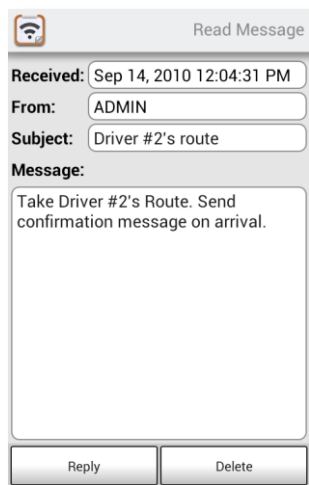 Read Message
Received: Sep 14, 2010 12:04:31 PM
From: ADMIN
Subject: Driver #2's route
Message:
Take Driver #2's Route. Send
confirmation message on arrival.
Reply Delete